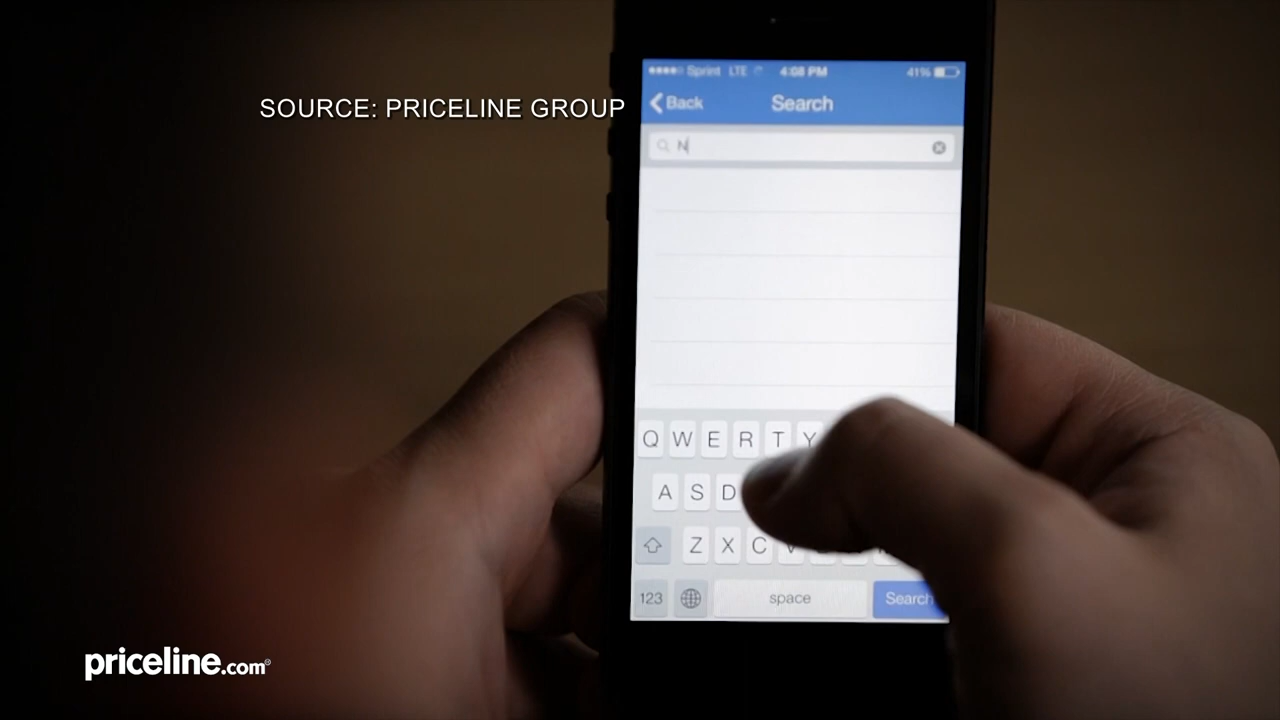 SOURCE: PRICELINE GROUP
Sprint LTE 4:08 PM 41%
Back Search
N
Q W E R T Y
A S D
Z X C V
123 space Search
priceline.com®